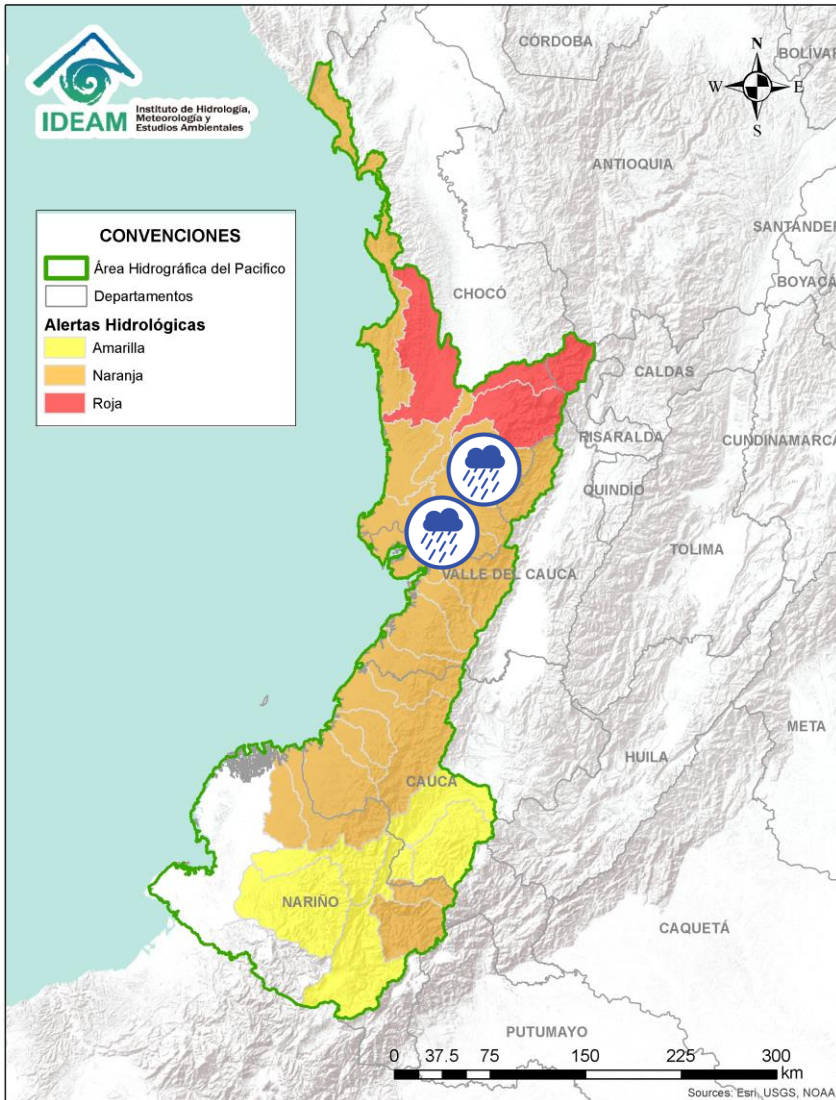 IDEAM
Instituto de Hidrología,
Meteorología y
Estudios Ambientales
N
W
E
S
CÓRDOBA
BOLÍVAR
ANTIOQUIA
SANTANDER
BOYACÁ
CHOCÓ
CALDAS
RISARALDA
CUNDINAMARCA
QUINDÍO
TOLIMA
VALLE DEL CAUCA
META
HUILA
CAUCA
NARIÑO
CAQUETÁ
PUTUMAYO
CONVENCIONES
Área Hidrográfica del Pacifico
Departamentos
Alertas Hidrológicas
Amarilla
Naranja
Roja
0 37.5 75 150 225 300
km
Sources: Esri, USGS, NOAA